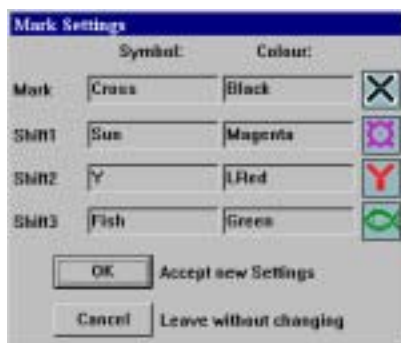 Mark Settings
Symbol: Colour:
Mark Cross Black
Shift1 Sun Magenta
Shift2 Y LRed
Shift3 Fish Green
OK Accept new Settings
Cancel Leave without changing